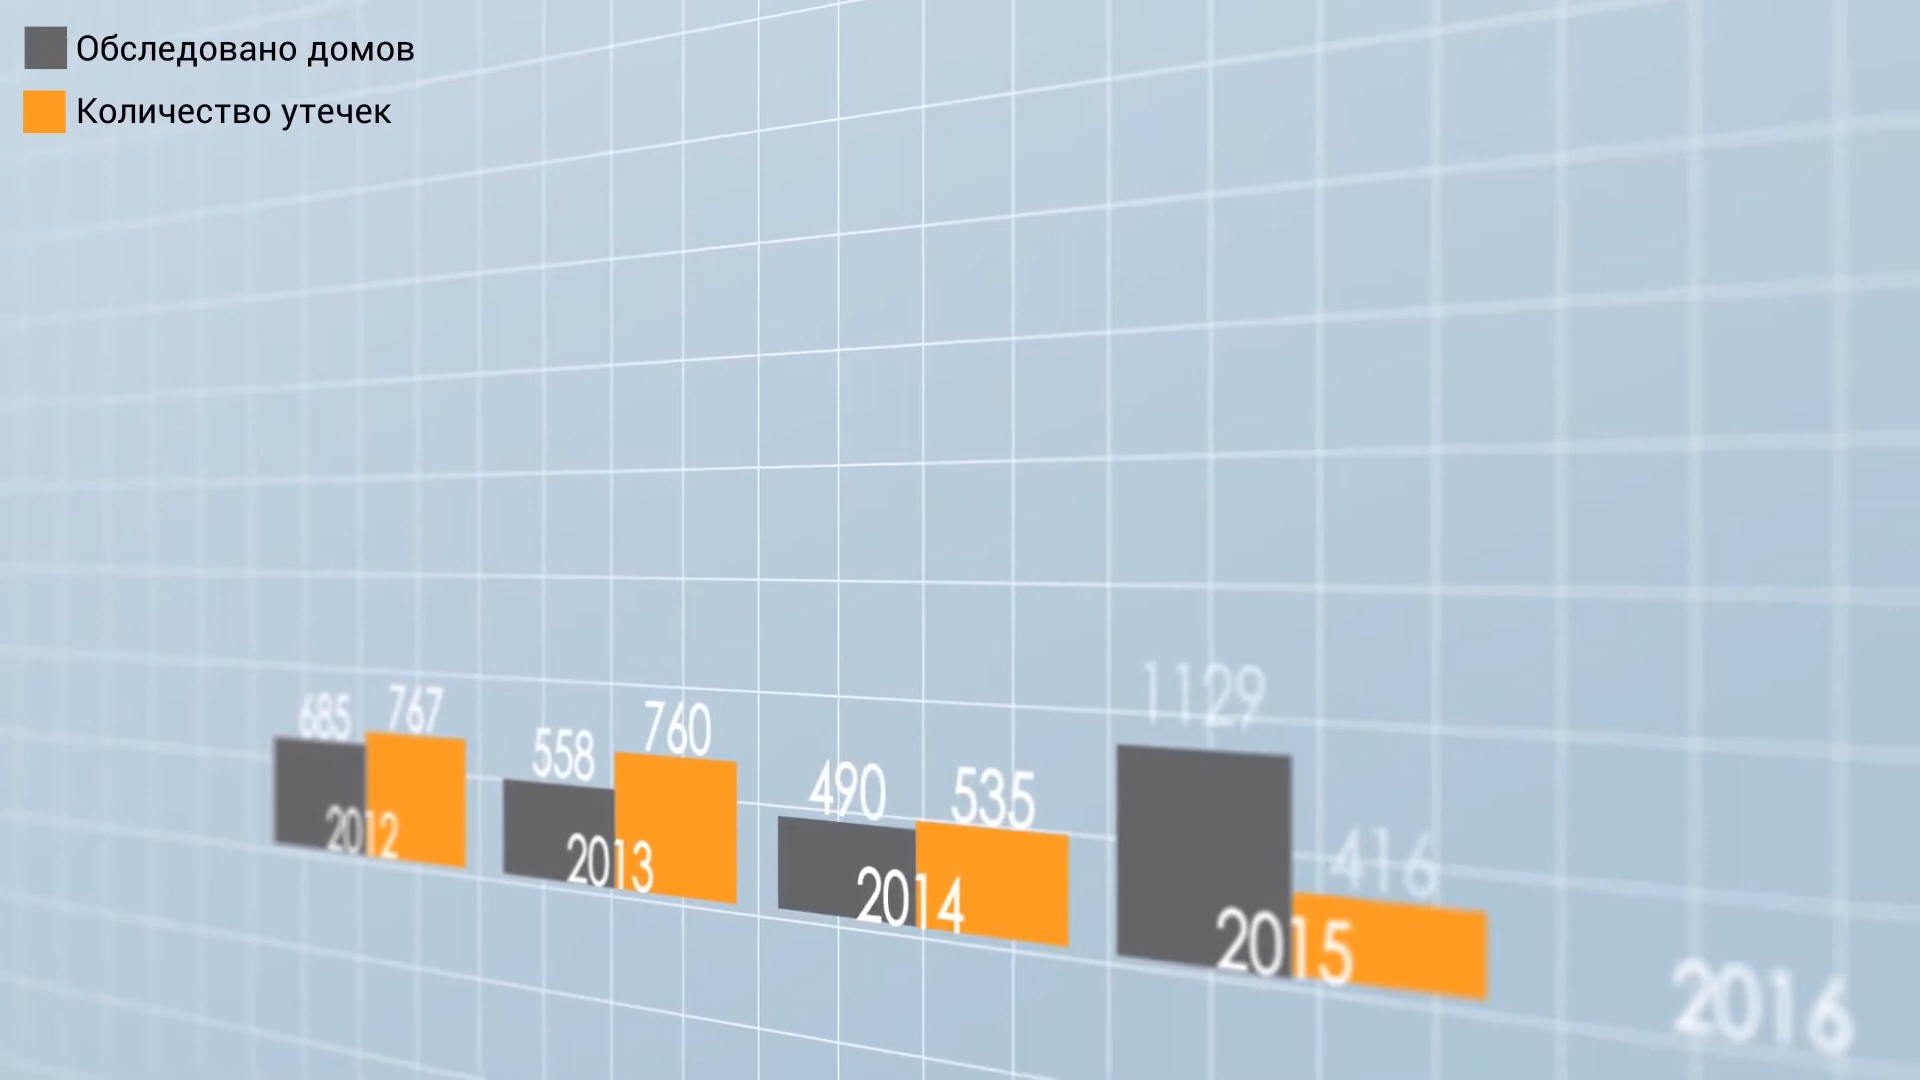 Обследовано домов
Количество утечек
685 767
558 760
490 535
1129 416
2012 2013 2014 2015 2016